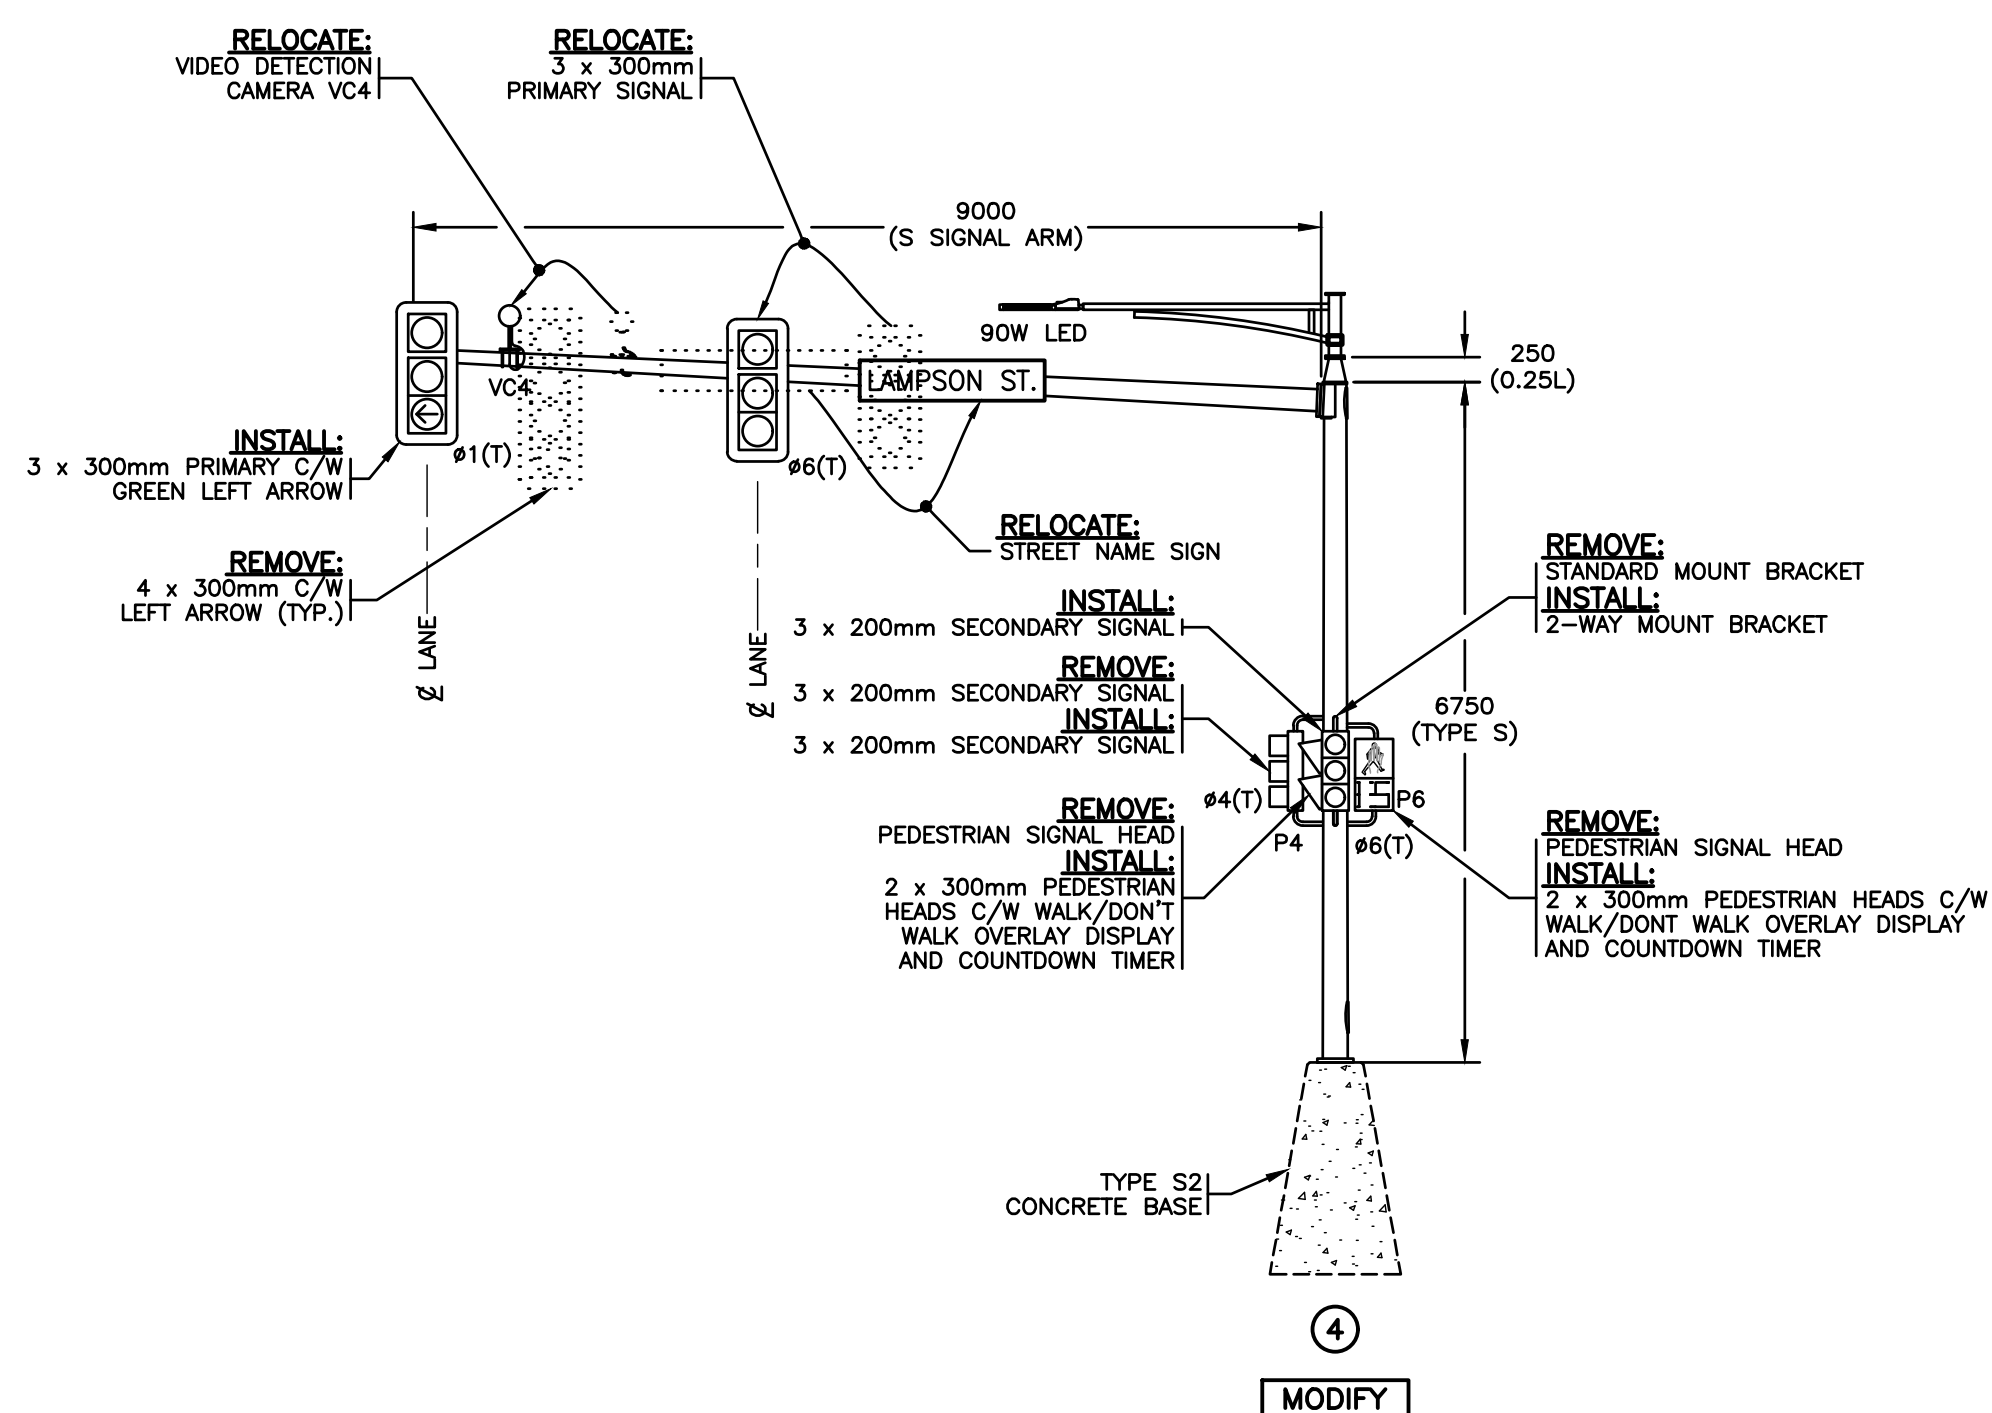 RELOCATE:
VIDEO DETECTION
CAMERA VC4
RELOCATE:
3 x 300mm
PRIMARY SIGNAL
9000
(S SIGNAL ARM)
90W LED
250
(0.25L)
LAMPSON ST.
VC4
INSTALL:
3 x 300mm PRIMARY C/W
GREEN LEFT ARROW
ø1(T)
ø6(T)
REMOVE:
4 x 300mm C/W
LEFT ARROW (TYP.)
℄ LANE
℄ LANE
RELOCATE:
STREET NAME SIGN
REMOVE:
STANDARD MOUNT BRACKET
INSTALL:
2-WAY MOUNT BRACKET
INSTALL:
3 x 200mm SECONDARY SIGNAL
REMOVE:
3 x 200mm SECONDARY SIGNAL
INSTALL:
3 x 200mm SECONDARY SIGNAL
6750
(TYPE S)
ø4(T)
P6
P4
ø6(T)
REMOVE:
PEDESTRIAN SIGNAL HEAD
INSTALL:
2 x 300mm PEDESTRIAN
HEADS C/W WALK/DON'T
WALK OVERLAY DISPLAY
AND COUNTDOWN TIMER
REMOVE:
PEDESTRIAN SIGNAL HEAD
INSTALL:
2 x 300mm PEDESTRIAN HEADS C/W
WALK/DONT WALK OVERLAY DISPLAY
AND COUNTDOWN TIMER
TYPE S2
CONCRETE BASE
4
MODIFY